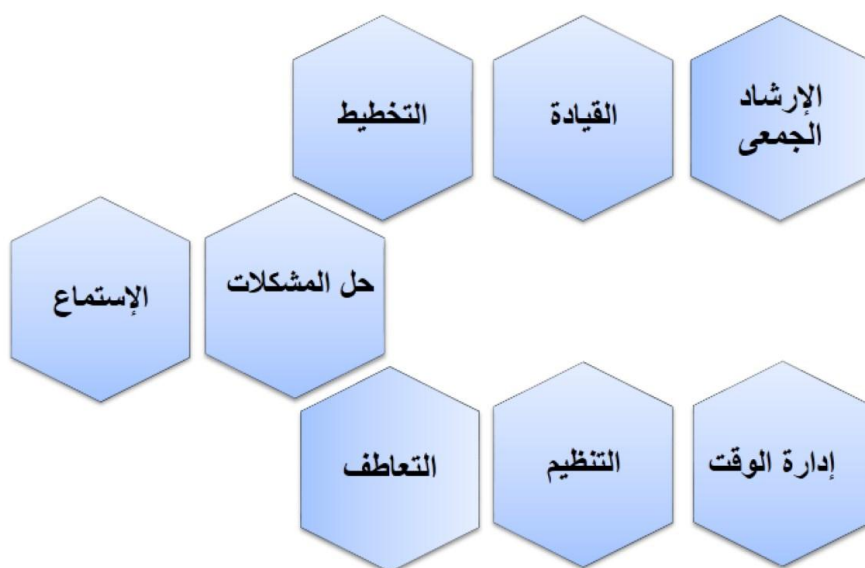 الإرشاد
الجمعى
القيادة
التخطيط
حل المشكلات
الإستماع
إدارة الوقت
التنظيم
التعاطف